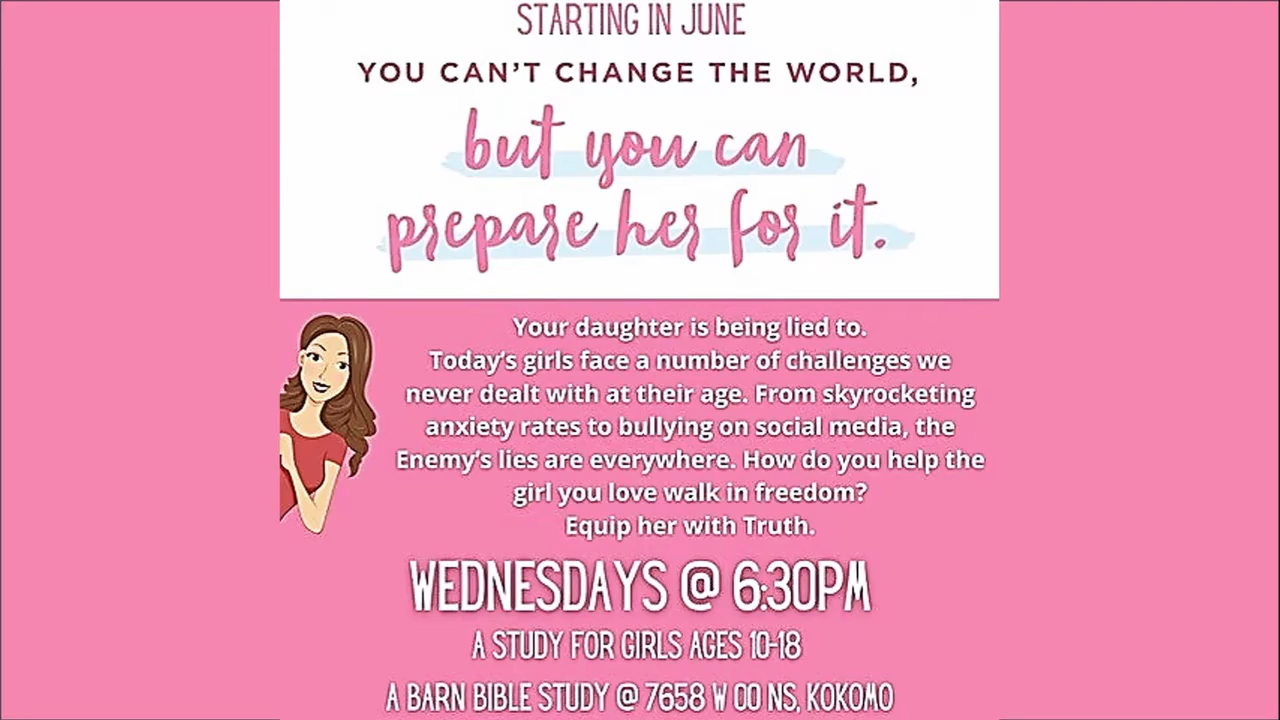 STARTING IN JUNE
YOU CAN'T CHANGE THE WORLD,
but you can
prepare her for it.
Your daughter is being lied to.
Today's girls face a number of challenges we
never dealt with at their age. From skyrocketing
anxiety rates to bullying on social media, the
Enemy's lies are everywhere. How do you help the
girl you love walk in freedom?
Equip her with Truth.
WEDNESDAYS @ 6:30PM
A STUDY FOR GIRLS AGES 10-18
A BARN BIBLE STUDY @ 7658 W 00 NS, KOKOMO